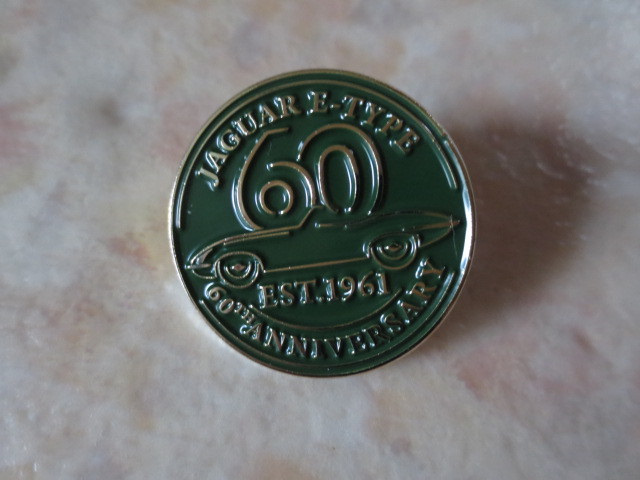 JAGUAR E-TYPE
60
EST.1961
60TH ANNIVERSARY